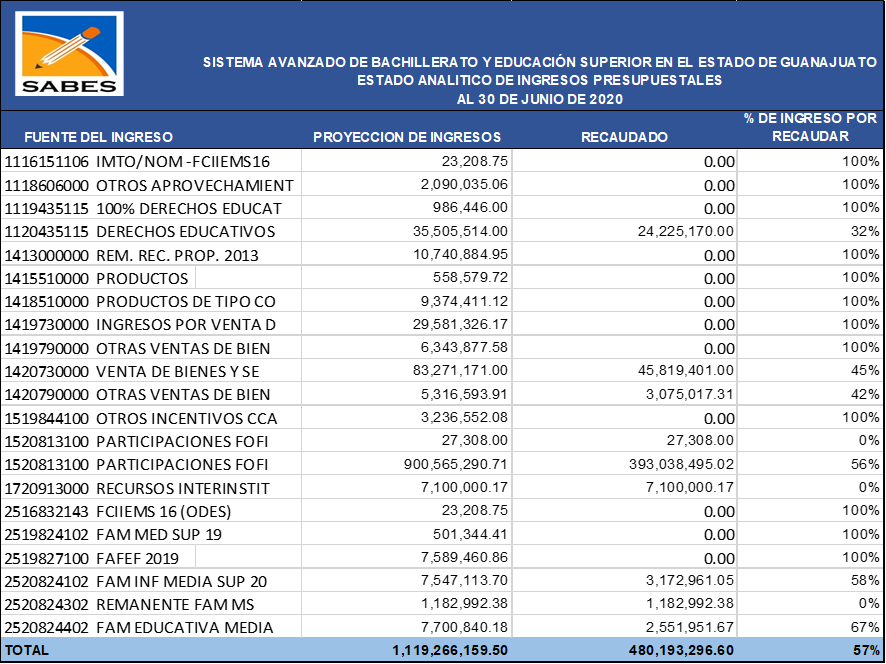 SABES
SISTEMA AVANZADO DE BACHILLERATO Y EDUCACIÓN SUPERIOR EN EL ESTADO DE GUANAJUATO
ESTADO ANALITICO DE INGRESOS PRESUPUESTALES
AL 30 DE JUNIO DE 2020
FUENTE DEL INGRESO PROYECCION DE INGRESOS RECAUDADO % DE INGRESO POR RECAUDAR
1116151106 IMTO/NOM -FCIIEMS16 23,208.75 0.00 100%
1118606000 OTROS APROVECHAMIENT 2,090,035.06 0.00 100%
1119435115 100% DERECHOS EDUCAT 986,446.00 0.00 100%
1120435115 DERECHOS EDUCATIVOS 35,505,514.00 24,225,170.00 32%
1413000000 REM. REC. PROP. 2013 10,740,884.95 0.00 100%
1415510000 PRODUCTOS 558,579.72 0.00 100%
1418510000 PRODUCTOS DE TIPO CO 9,374,411.12 0.00 100%
1419730000 INGRESOS POR VENTA D 29,581,326.17 0.00 100%
1419790000 OTRAS VENTAS DE BIEN 6,343,877.58 0.00 100%
1420730000 VENTA DE BIENES Y SE 83,271,171.00 45,819,401.00 45%
1420790000 OTRAS VENTAS DE BIEN 5,316,593.91 3,075,017.31 42%
1519844100 OTROS INCENTIVOS CCA 3,236,552.08 0.00 100%
1520813100 PARTICIPACIONES FOFI 27,308.00 27,308.00 0%
1520813100 PARTICIPACIONES FOFI 900,565,290.71 393,038,495.02 56%
1720913000 RECURSOS INTERINSTIT 7,100,000.17 7,100,000.17 0%
2516832143 FCIIEMS 16 (ODES) 23,208.75 0.00 100%
2519824102 FAM MED SUP 19 501,344.41 0.00 100%
2519827100 FAFEF 2019 7,589,460.86 0.00 100%
2520824102 FAM INF MEDIA SUP 20 7,547,113.70 3,172,961.05 58%
2520824302 REMANENTE FAM MS 1,182,992.38 1,182,992.38 0%
2520824402 FAM EDUCATIVA MEDIA 7,700,840.18 2,551,951.67 67%
TOTAL 1,119,266,159.50 480,193,296.60 57%